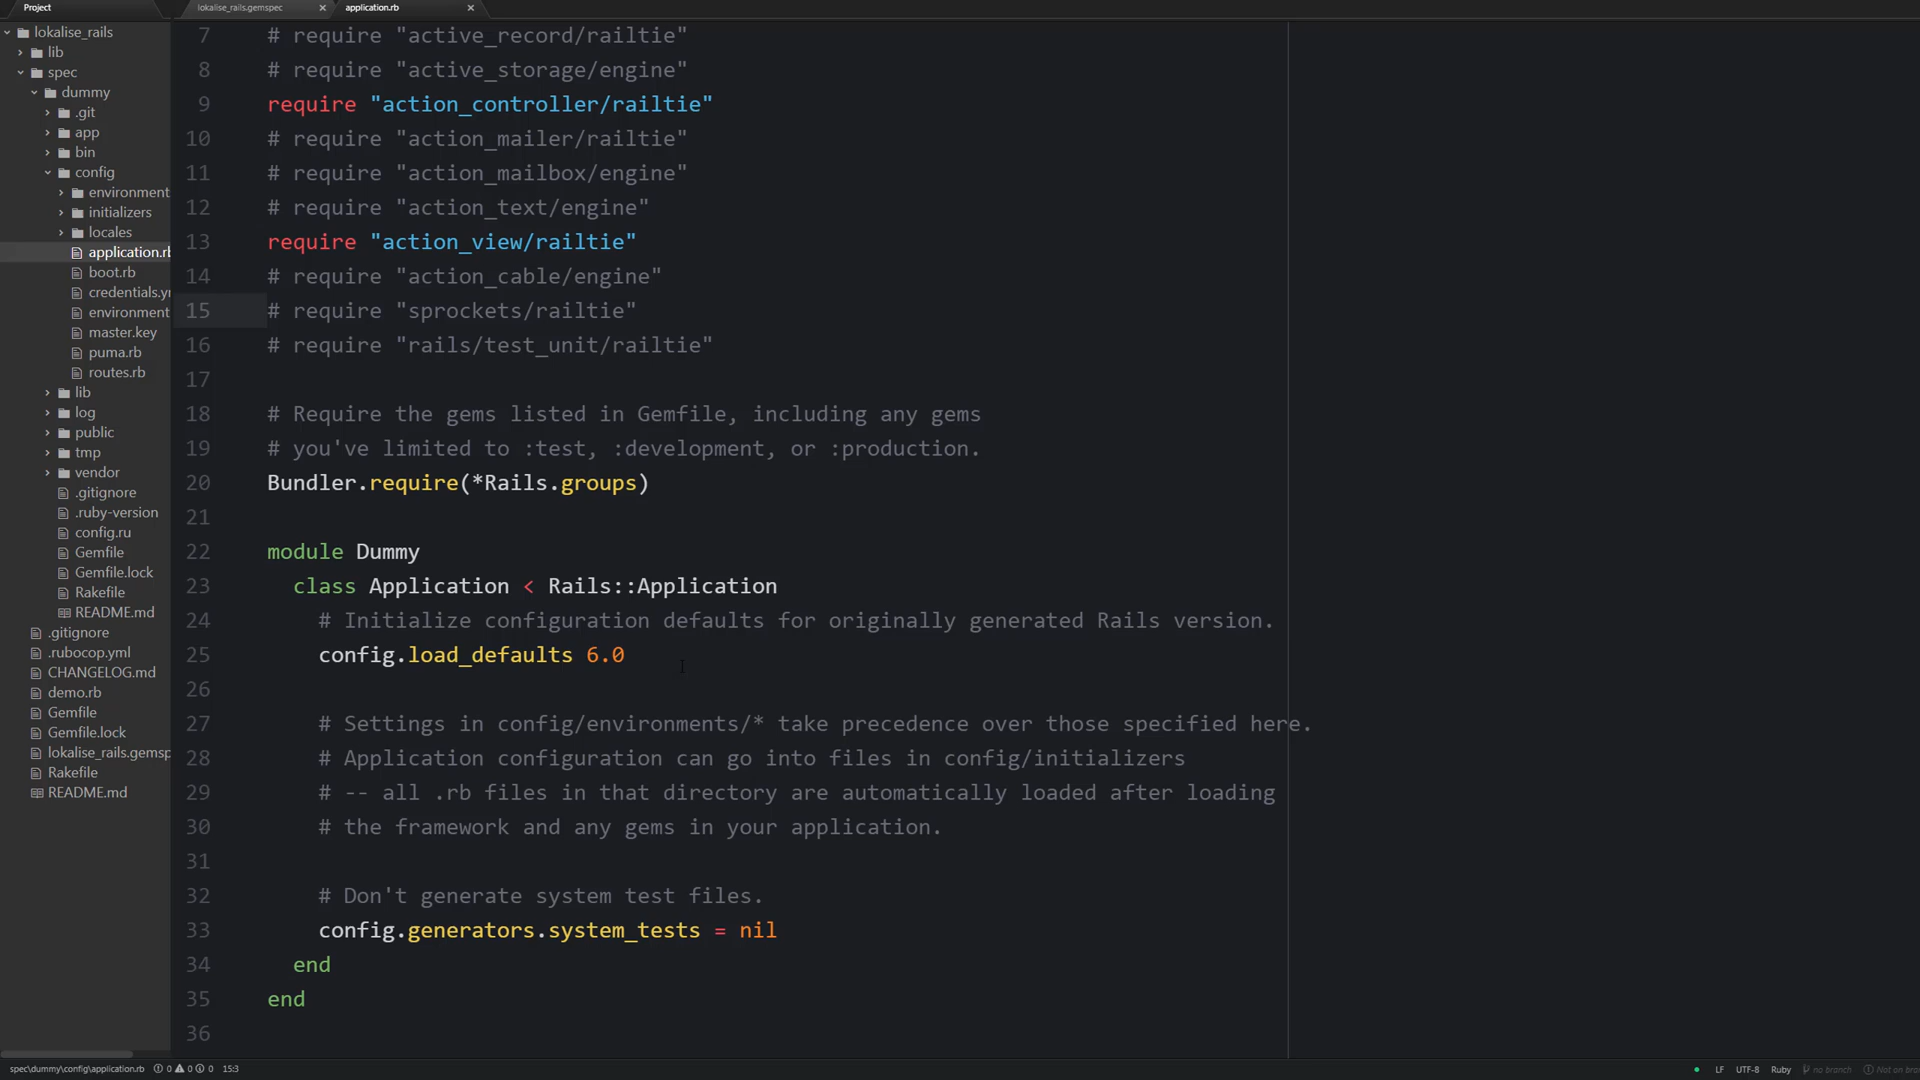 Project
lokalise_rails.gemspec
application.rb
lokalise_rails
lib
spec
dummy
.git
app
bin
config
environment
initializers
locales
application.rb
boot.rb
credentials.y
environment
master.key
puma.rb
routes.rb
lib
log
public
tmp
vendor
.gitignore
.ruby-version
config.ru
Gemfile
Gemfile.lock
Rakefile
README.md
.gitignore
.rubocop.yml
CHANGELOG.md
demo.rb
Gemfile
Gemfile.lock
lokalise_rails.gemsp
Rakefile
README.md
7 # require "active_record/railtie"
8 # require "active_storage/engine"
9 require "action_controller/railtie"
10 # require "action_mailer/railtie"
11 # require "action_mailbox/engine"
12 # require "action_text/engine"
13 require "action_view/railtie"
14 # require "action_cable/engine"
15 # require "sprockets/railtie"
16 # require "rails/test_unit/railtie"
17
18 # Require the gems listed in Gemfile, including any gems
19 # you've limited to :test, :development, or :production.
20 Bundler.require(*Rails.groups)
21
22 module Dummy
23 class Application < Rails::Application
24 # Initialize configuration defaults for originally generated Rails version.
25 config.load_defaults 6.0
26
27 # Settings in config/environments/* take precedence over those specified here.
28 # Application configuration can go into files in config/initializers
29 # -- all .rb files in that directory are automatically loaded after loading
30 # the framework and any gems in your application.
31
32 # Don't generate system test files.
33 config.generators.system_tests = nil
34 end
35 end
36
spec\dummy\config\application.rb 0 0 0 15:3 LF UTF-8 Ruby no branch Not on bran